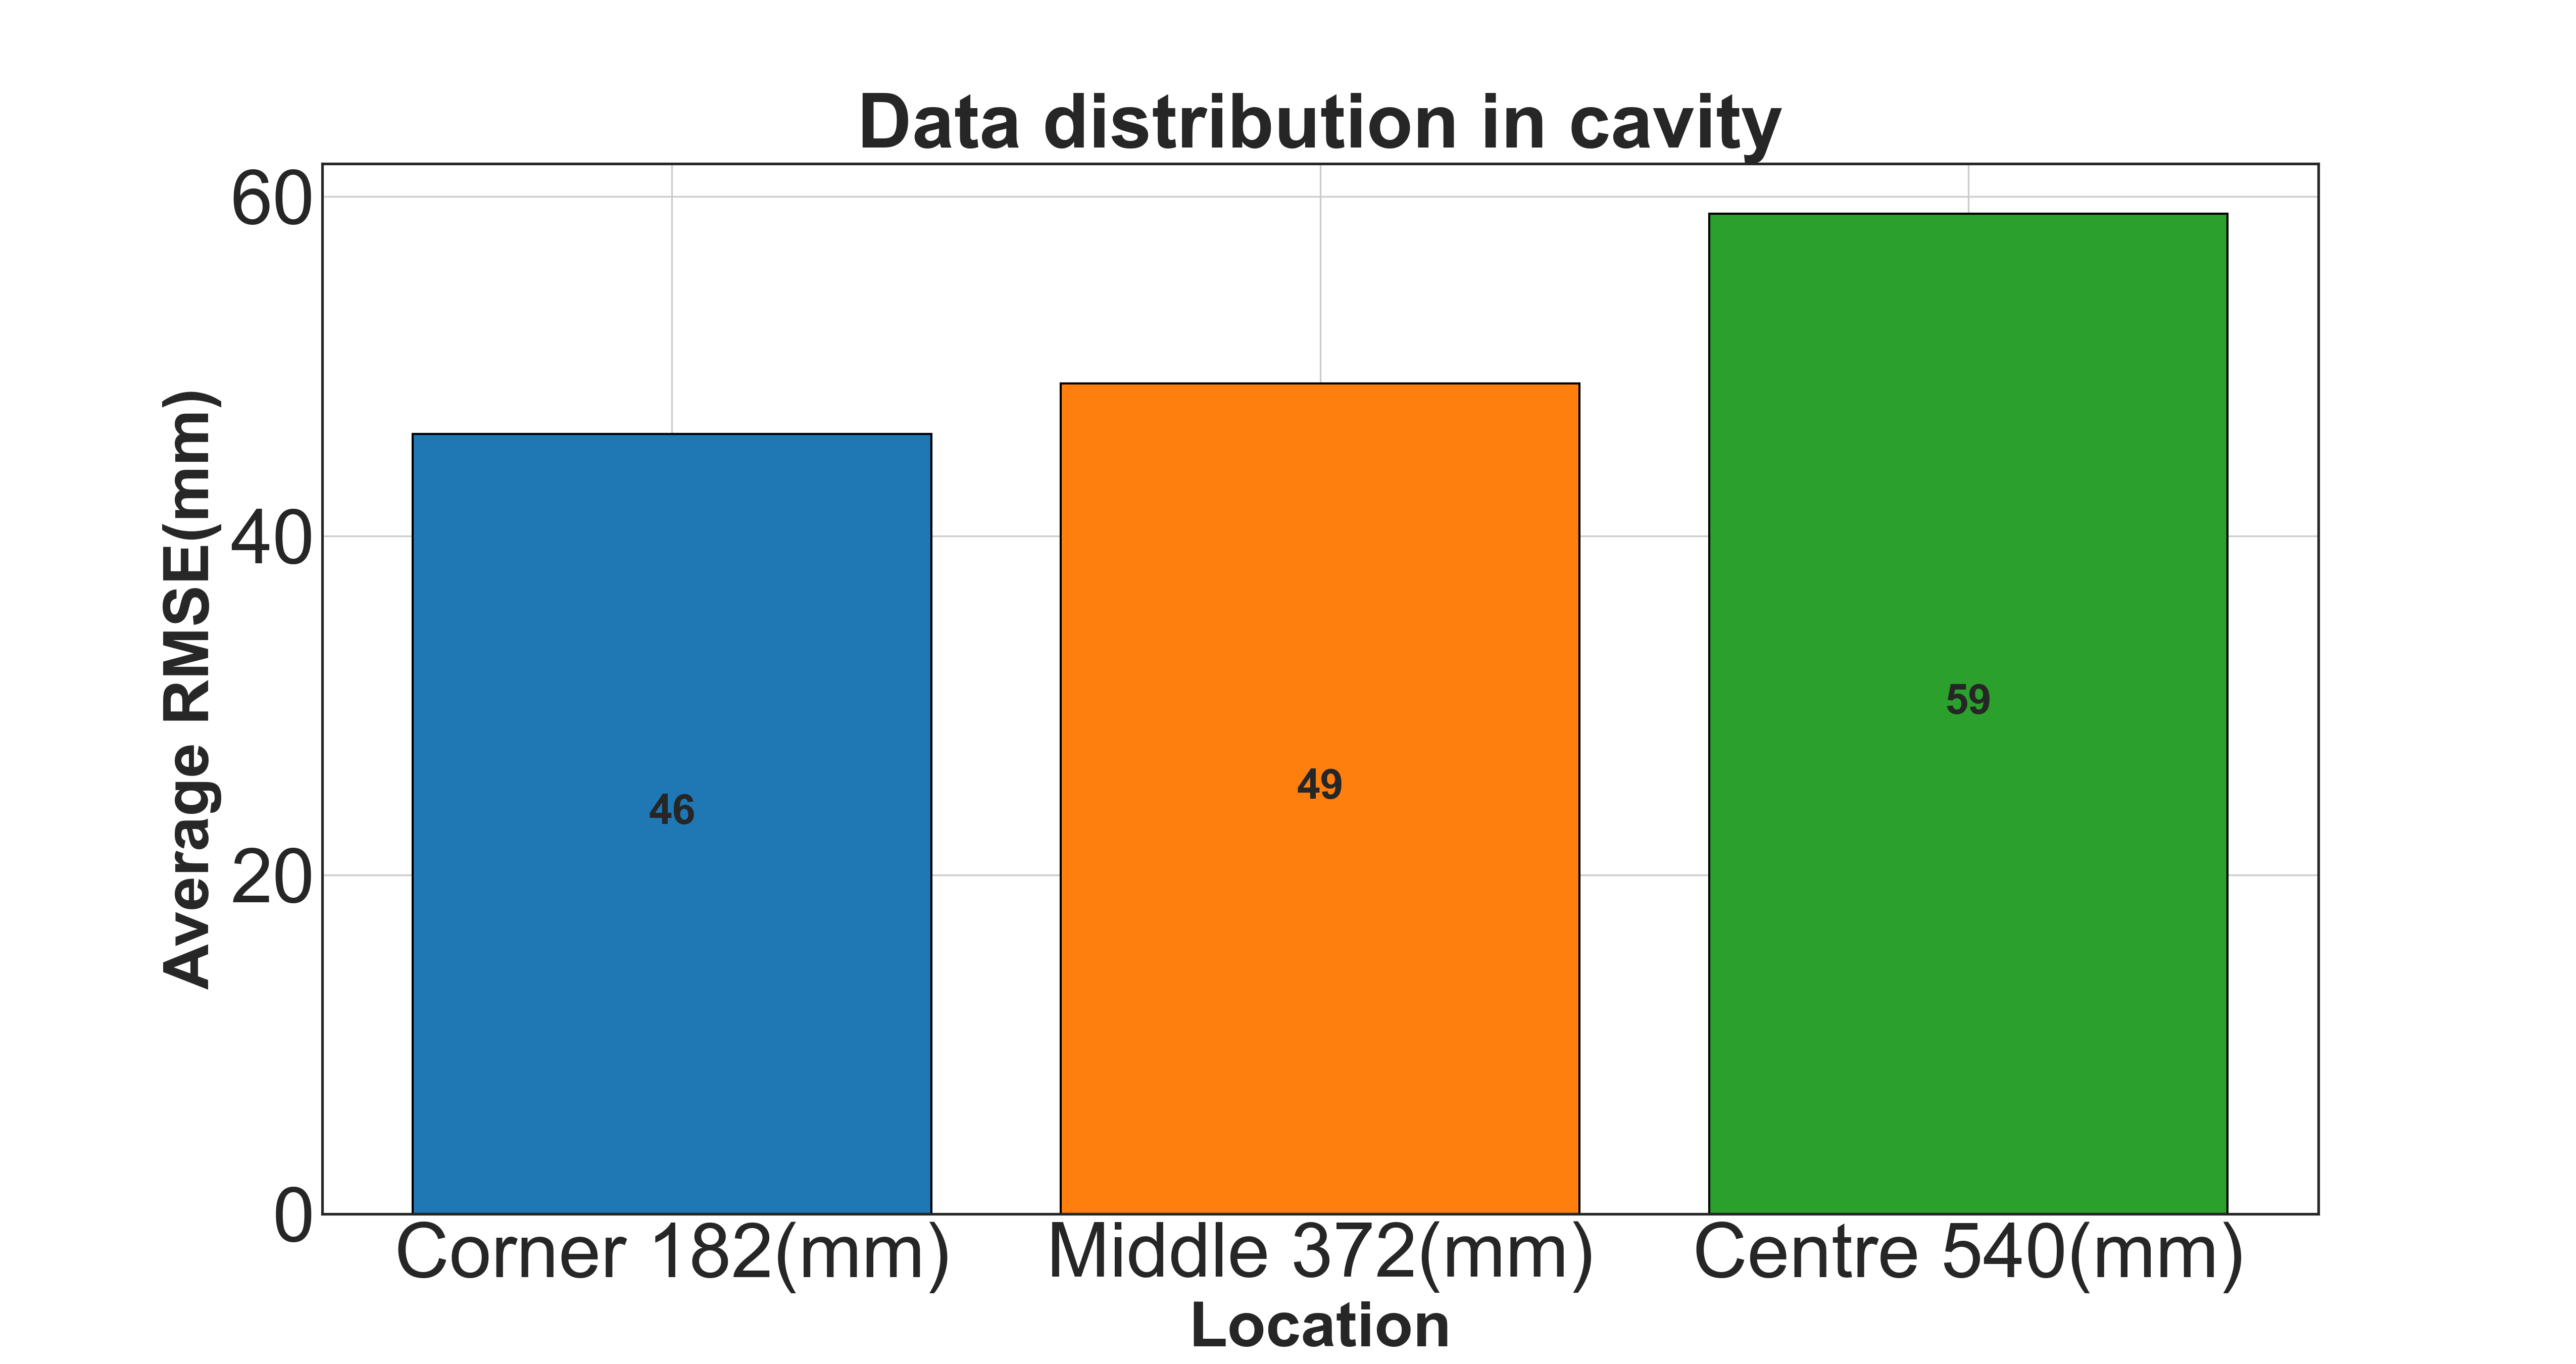 Data distribution in cavity
60
40
20
0
Average RMSE(mm)
46
49
59
Corner 182(mm)
Middle 372(mm)
Centre 540(mm)
Location